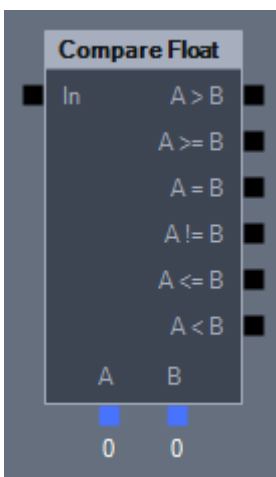 Compare Float
In A > B
A >= B
A = B
A != B
A <= B
A < B
A B
0 0